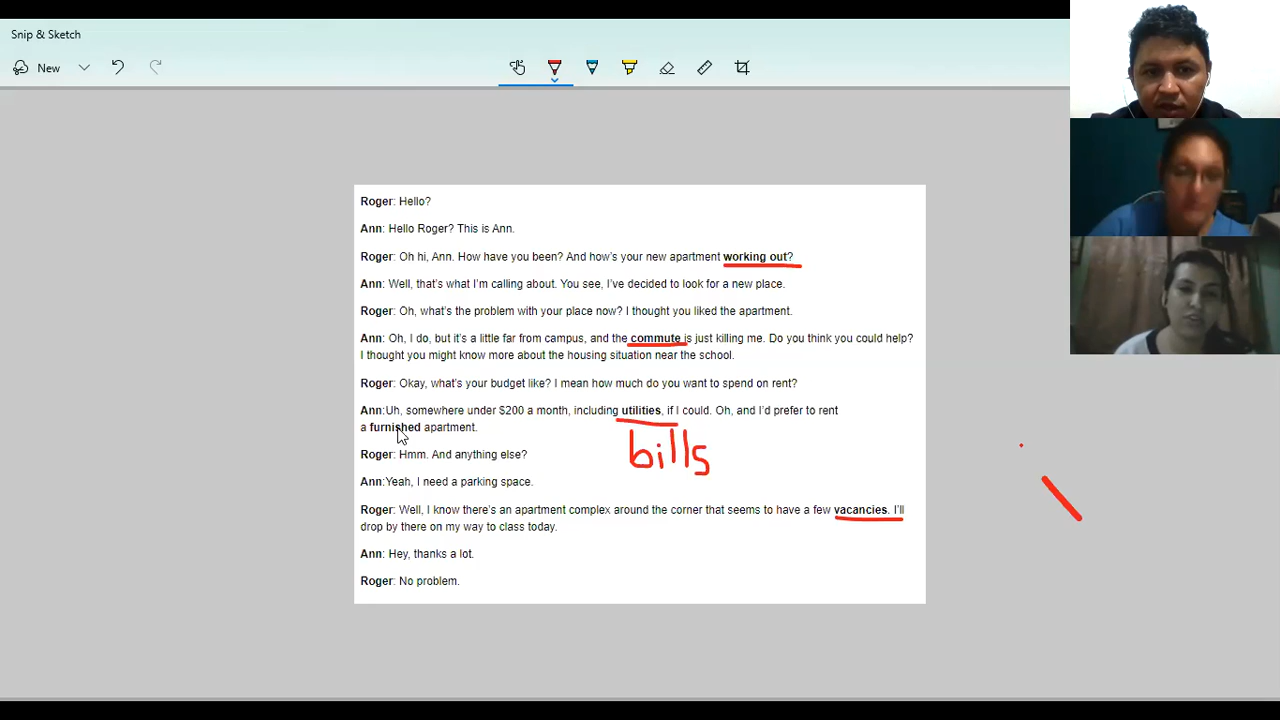 Snip & Sketch
New
Roger: Hello?
Ann: Hello Roger? This is Ann.
Roger: Oh hi, Ann. How have you been? And how's your new apartment working out?
Ann: Well, that's what I'm calling about. You see, I've decided to look for a new place.
Roger: Oh, what's the problem with your place now? I thought you liked the apartment.
Ann: Oh, I do, but it's a little far from campus, and the commute is just killing me. Do you think you could help?
I thought you might know more about the housing situation near the school.
Roger: Okay, what's your budget like? I mean how much do you want to spend on rent?
Ann:Uh, somewhere under $200 a month, including utilities, if I could. Oh, and I'd prefer to rent
a furnished apartment.
bills
Roger: Hmm. And anything else?
Ann:Yeah, I need a parking space.
Roger: Well, I know there's an apartment complex around the corner that seems to have a few vacancies. I'll
drop by there on my way to class today.
Ann: Hey, thanks a lot.
Roger: No problem.